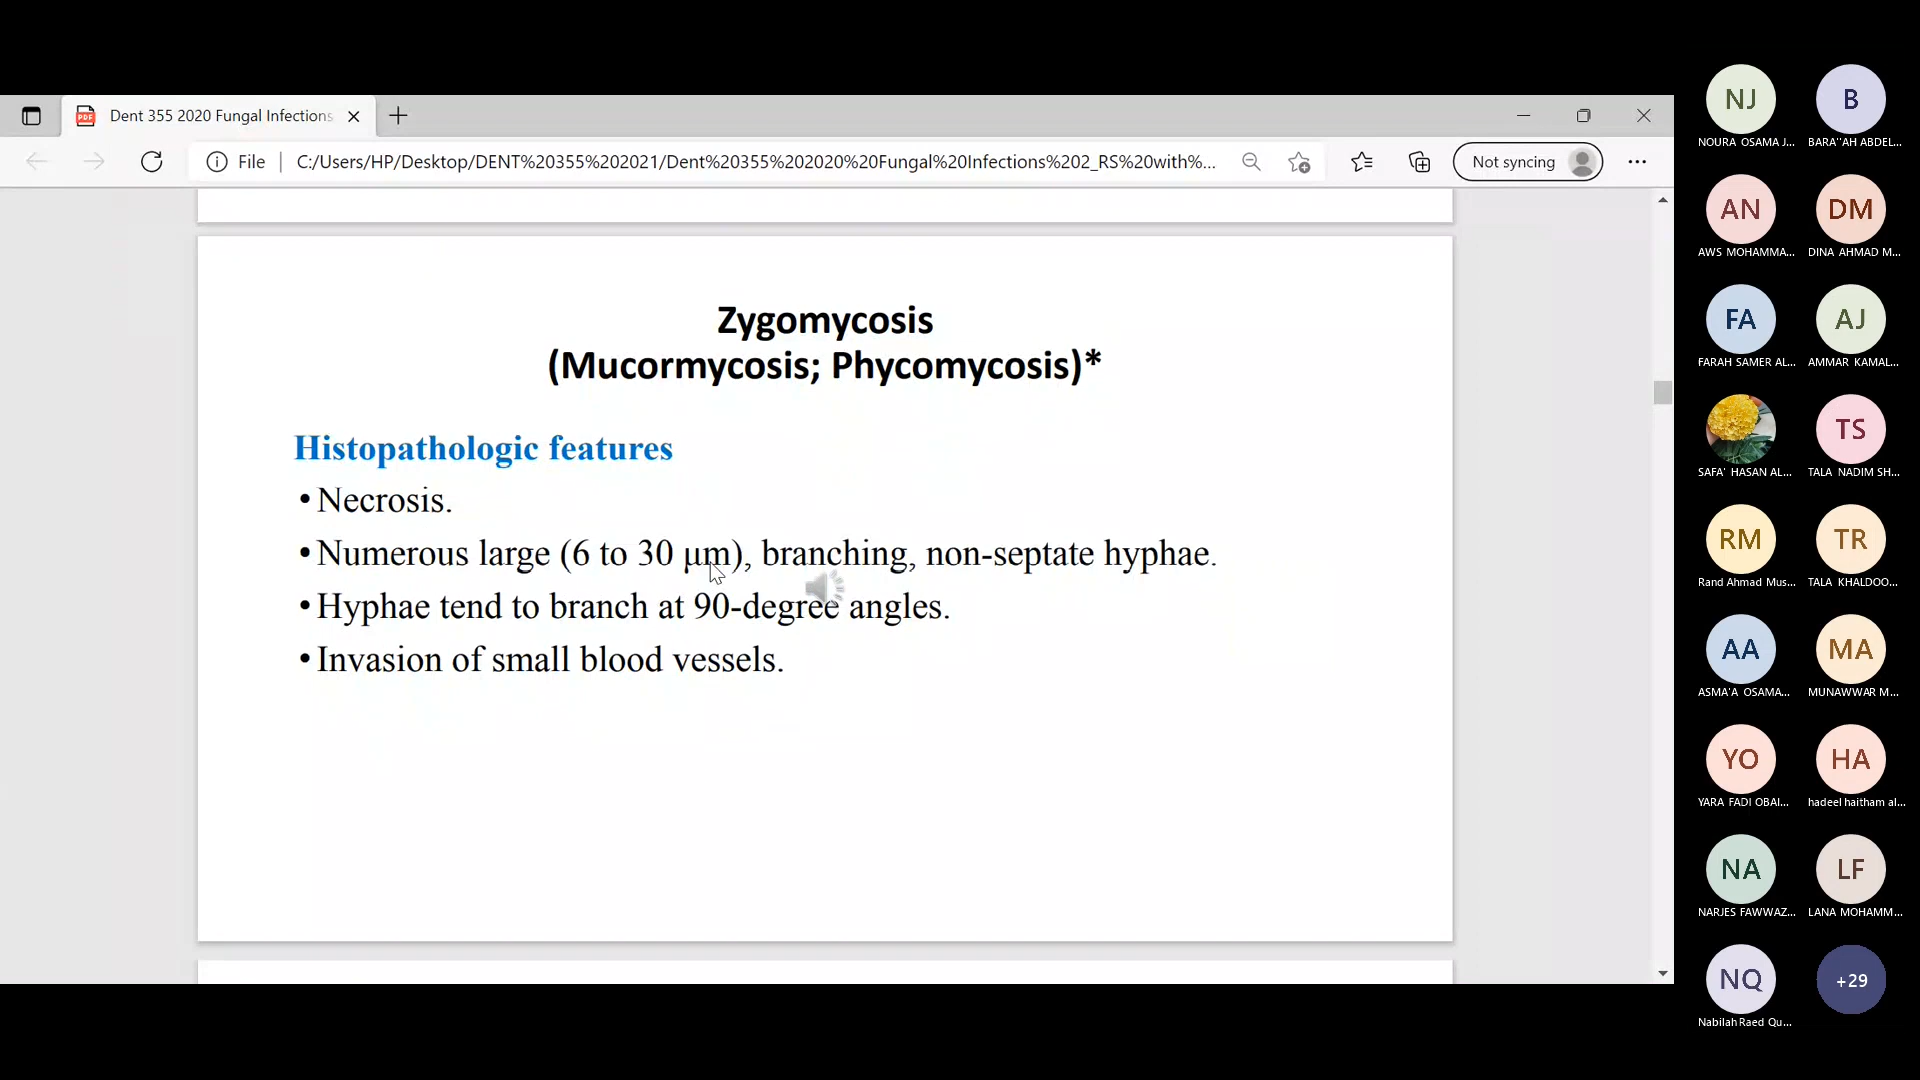 Dent 355 2020 Fungal Infections
File
C:/Users/HP/Desktop/DENT%20355%202021/Dent%20355%202020%20Fungal%20Infections%202_RS%20with%...
Not syncing
Zygomycosis
(Mucormycosis; Phycomycosis)*
Histopathologic features
• Necrosis.
• Numerous large (6 to 30 μm), branching, non-septate hyphae.
• Hyphae tend to branch at 90-degree angles.
• Invasion of small blood vessels.
NJ B
NOURA OSAMA J... BARA''AH ABDEL...
AN DM
AWS MOHAMMA... DINA AHMAD M...
FA AJ
FARAH SAMER AL... AMMAR KAMAL...
TS
SAFA' HASAN AL... TALA NADIM SH...
RM TR
Rand Ahmad Mus... TALA KHALDOO...
AA MA
ASMA'A OSAMA... MUNAWWAR M...
YO HA
YARA FADI OBAI... hadeel haitham al...
NA LF
NARJES FAWWAZ... LANA MOHAMM...
NQ +29
Nabilah Raed Qu...